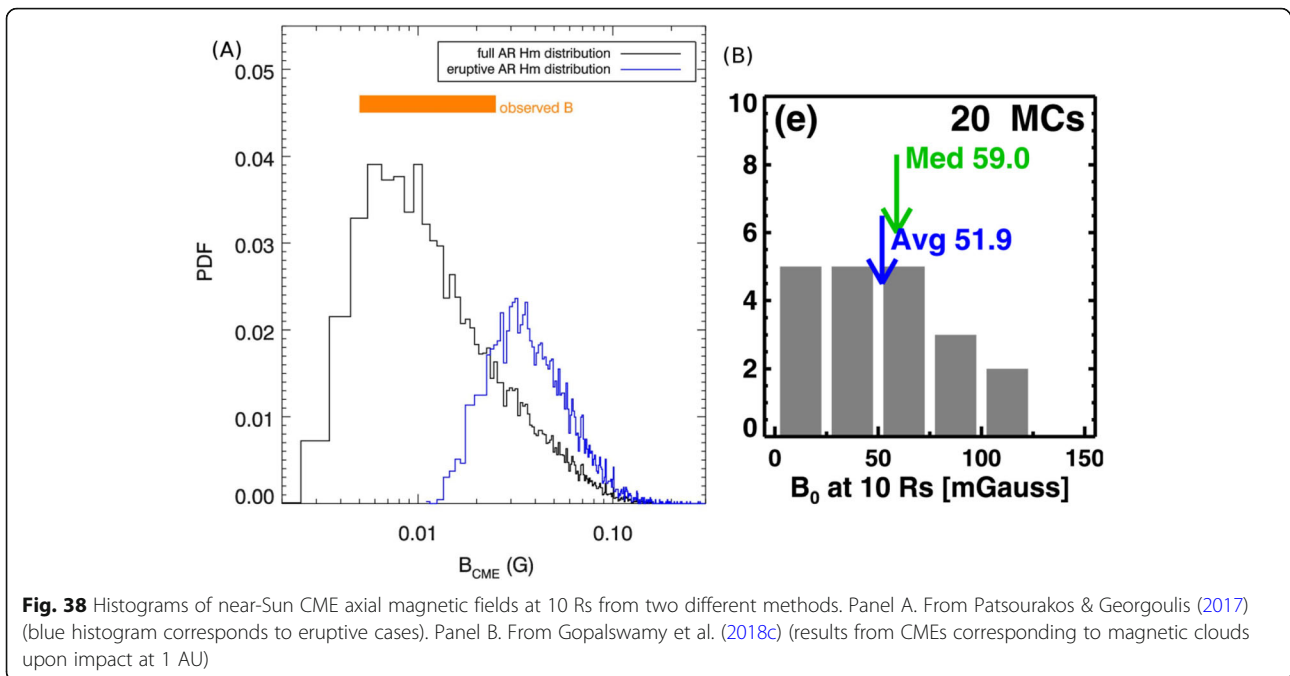 (A)
full AR Hm distribution
eruptive AR Hm distribution
observed B
0.05
0.04
0.03
0.02
0.01
0.00
PDF
0.01
0.10
B_CME (G)
(B)
(e)
20 MCs
Med 59.0
Avg 51.9
10
8
6
4
2
0
0
50
100
150
B₀ at 10 Rs [mGauss]
Fig. 38 Histograms of near-Sun CME axial magnetic fields at 10 Rs from two different methods. Panel A. From Patsourakos & Georgoulis (2017)
(blue histogram corresponds to eruptive cases). Panel B. From Gopalswamy et al. (2018c) (results from CMEs corresponding to magnetic clouds
upon impact at 1 AU)